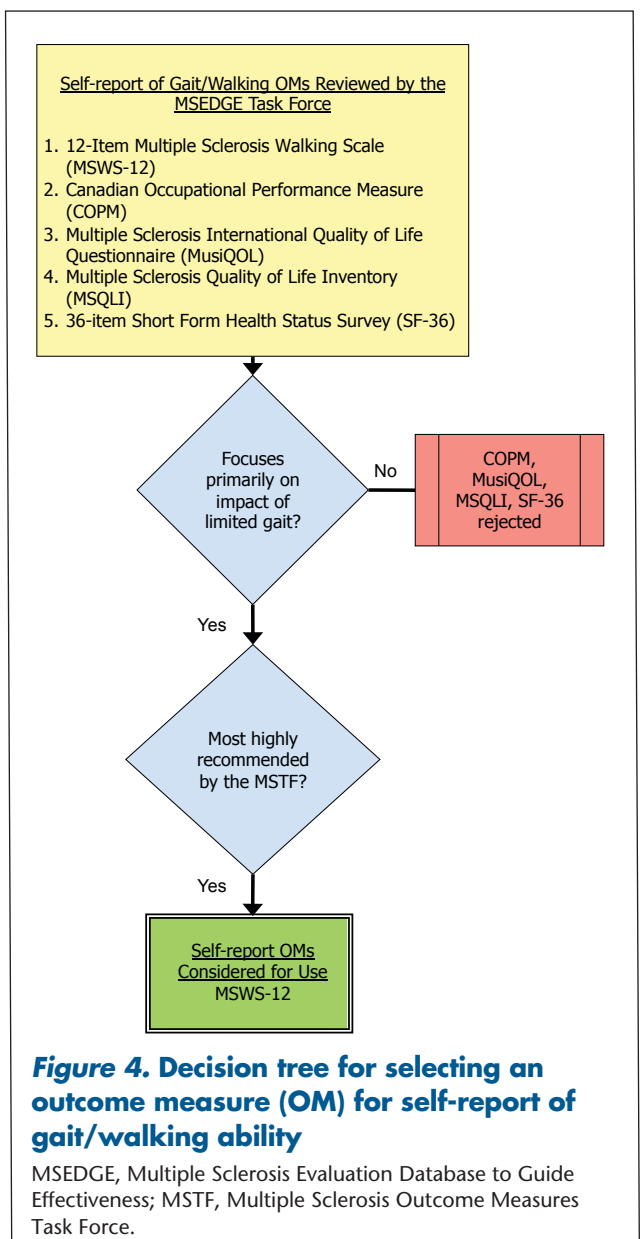 Self-report of Gait/Walking OMs Reviewed by the
MSEDGE Task Force
1. 12-Item Multiple Sclerosis Walking Scale
(MSWS-12)
2. Canadian Occupational Performance Measure
(COPM)
3. Multiple Sclerosis International Quality of Life
Questionnaire (MusiQOL)
4. Multiple Sclerosis Quality of Life Inventory
(MSQLI)
5. 36-item Short Form Health Status Survey (SF-36)
Focuses
primarily on
impact of
limited gait?
No
COPM,
MusiQOL,
MSQLI, SF-36
rejected
Yes
Most highly
recommended
by the MSTF?
Yes
Self-report OMs
Considered for Use
MSWS-12
Figure 4. Decision tree for selecting an
outcome measure (OM) for self-report of
gait/walking ability
MSEDGE, Multiple Sclerosis Evaluation Database to Guide
Effectiveness; MSTF, Multiple Sclerosis Outcome Measures
Task Force.